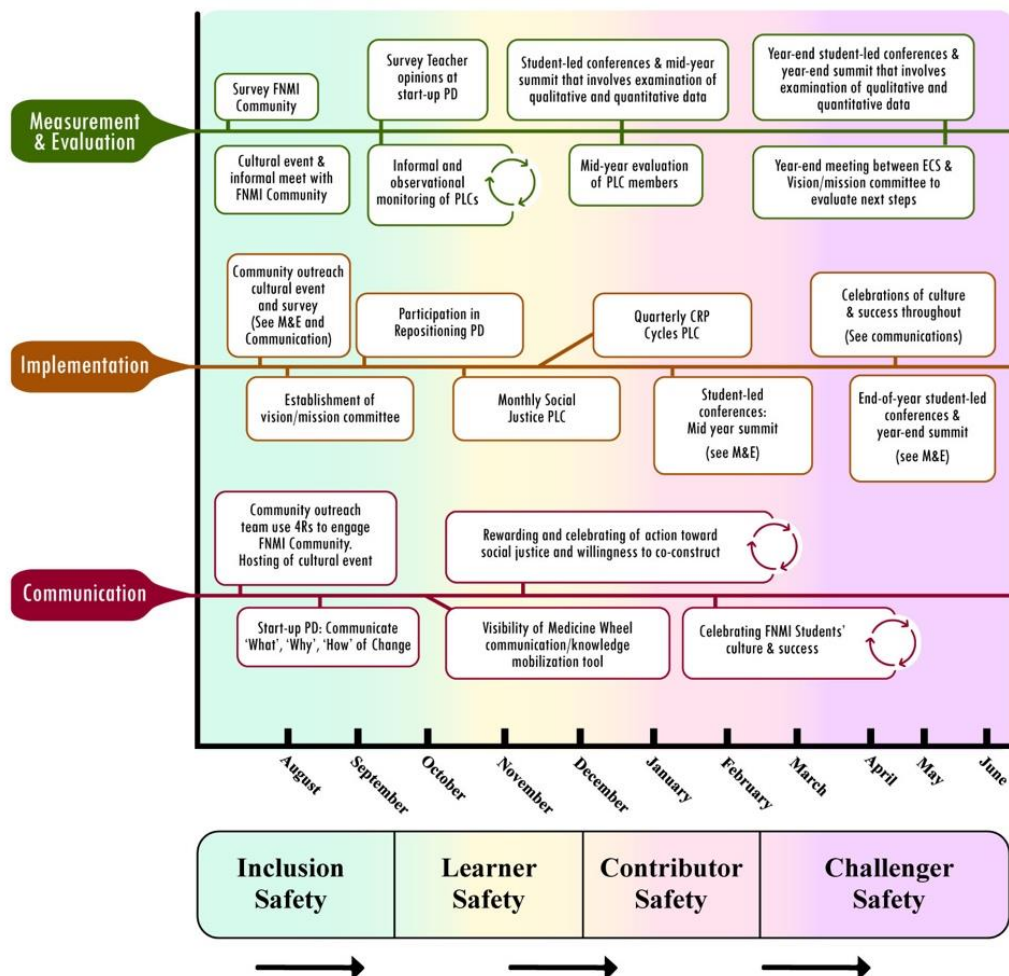 Measurement
& Evaluation
Survey FNMI
Community
Survey Teacher
opinions at
start-up PD
Student-led conferences & mid-year
summit that involves examination of
qualitative and quantitative data
Year-end student-led conferences &
year-end summit that involves
examination of qualitative and
quantitative data
Cultural event &
informal meet with
FNMI Community
Informal and
observational
monitoring of PLCs
Mid-year evaluation
of PLC members
Year-end meeting between ECS &
Vision/mission committee to
evaluate next steps
Implementation
Community outreach
cultural event
and survey
(See M&E and
Communication)
Participation in
Repositioning PD
Quarterly CRP
Cycles PLC
Celebrations of culture
& success throughout
(See communications)
Establishment of
vision/mission committee
Monthly Social
Justice PLC
Student-led
conferences:
Mid year summit
(see M&E)
End-of-year student-led
conferences &
year-end summit
(see M&E)
Communication
Community outreach
team use 4Rs to engage
FNMI Community.
Hosting of cultural event
Rewarding and celebrating of action toward
social justice and willingness to co-construct
Start-up PD: Communicate
'What', 'Why', 'How' of Change
Visibility of Medicine Wheel
communication/knowledge
mobilization tool
Celebrating FNMI Students'
culture & success
August
September
October
November
December
January
February
March
April
May
June
Inclusion
Safety
Learner
Safety
Contributor
Safety
Challenger
Safety